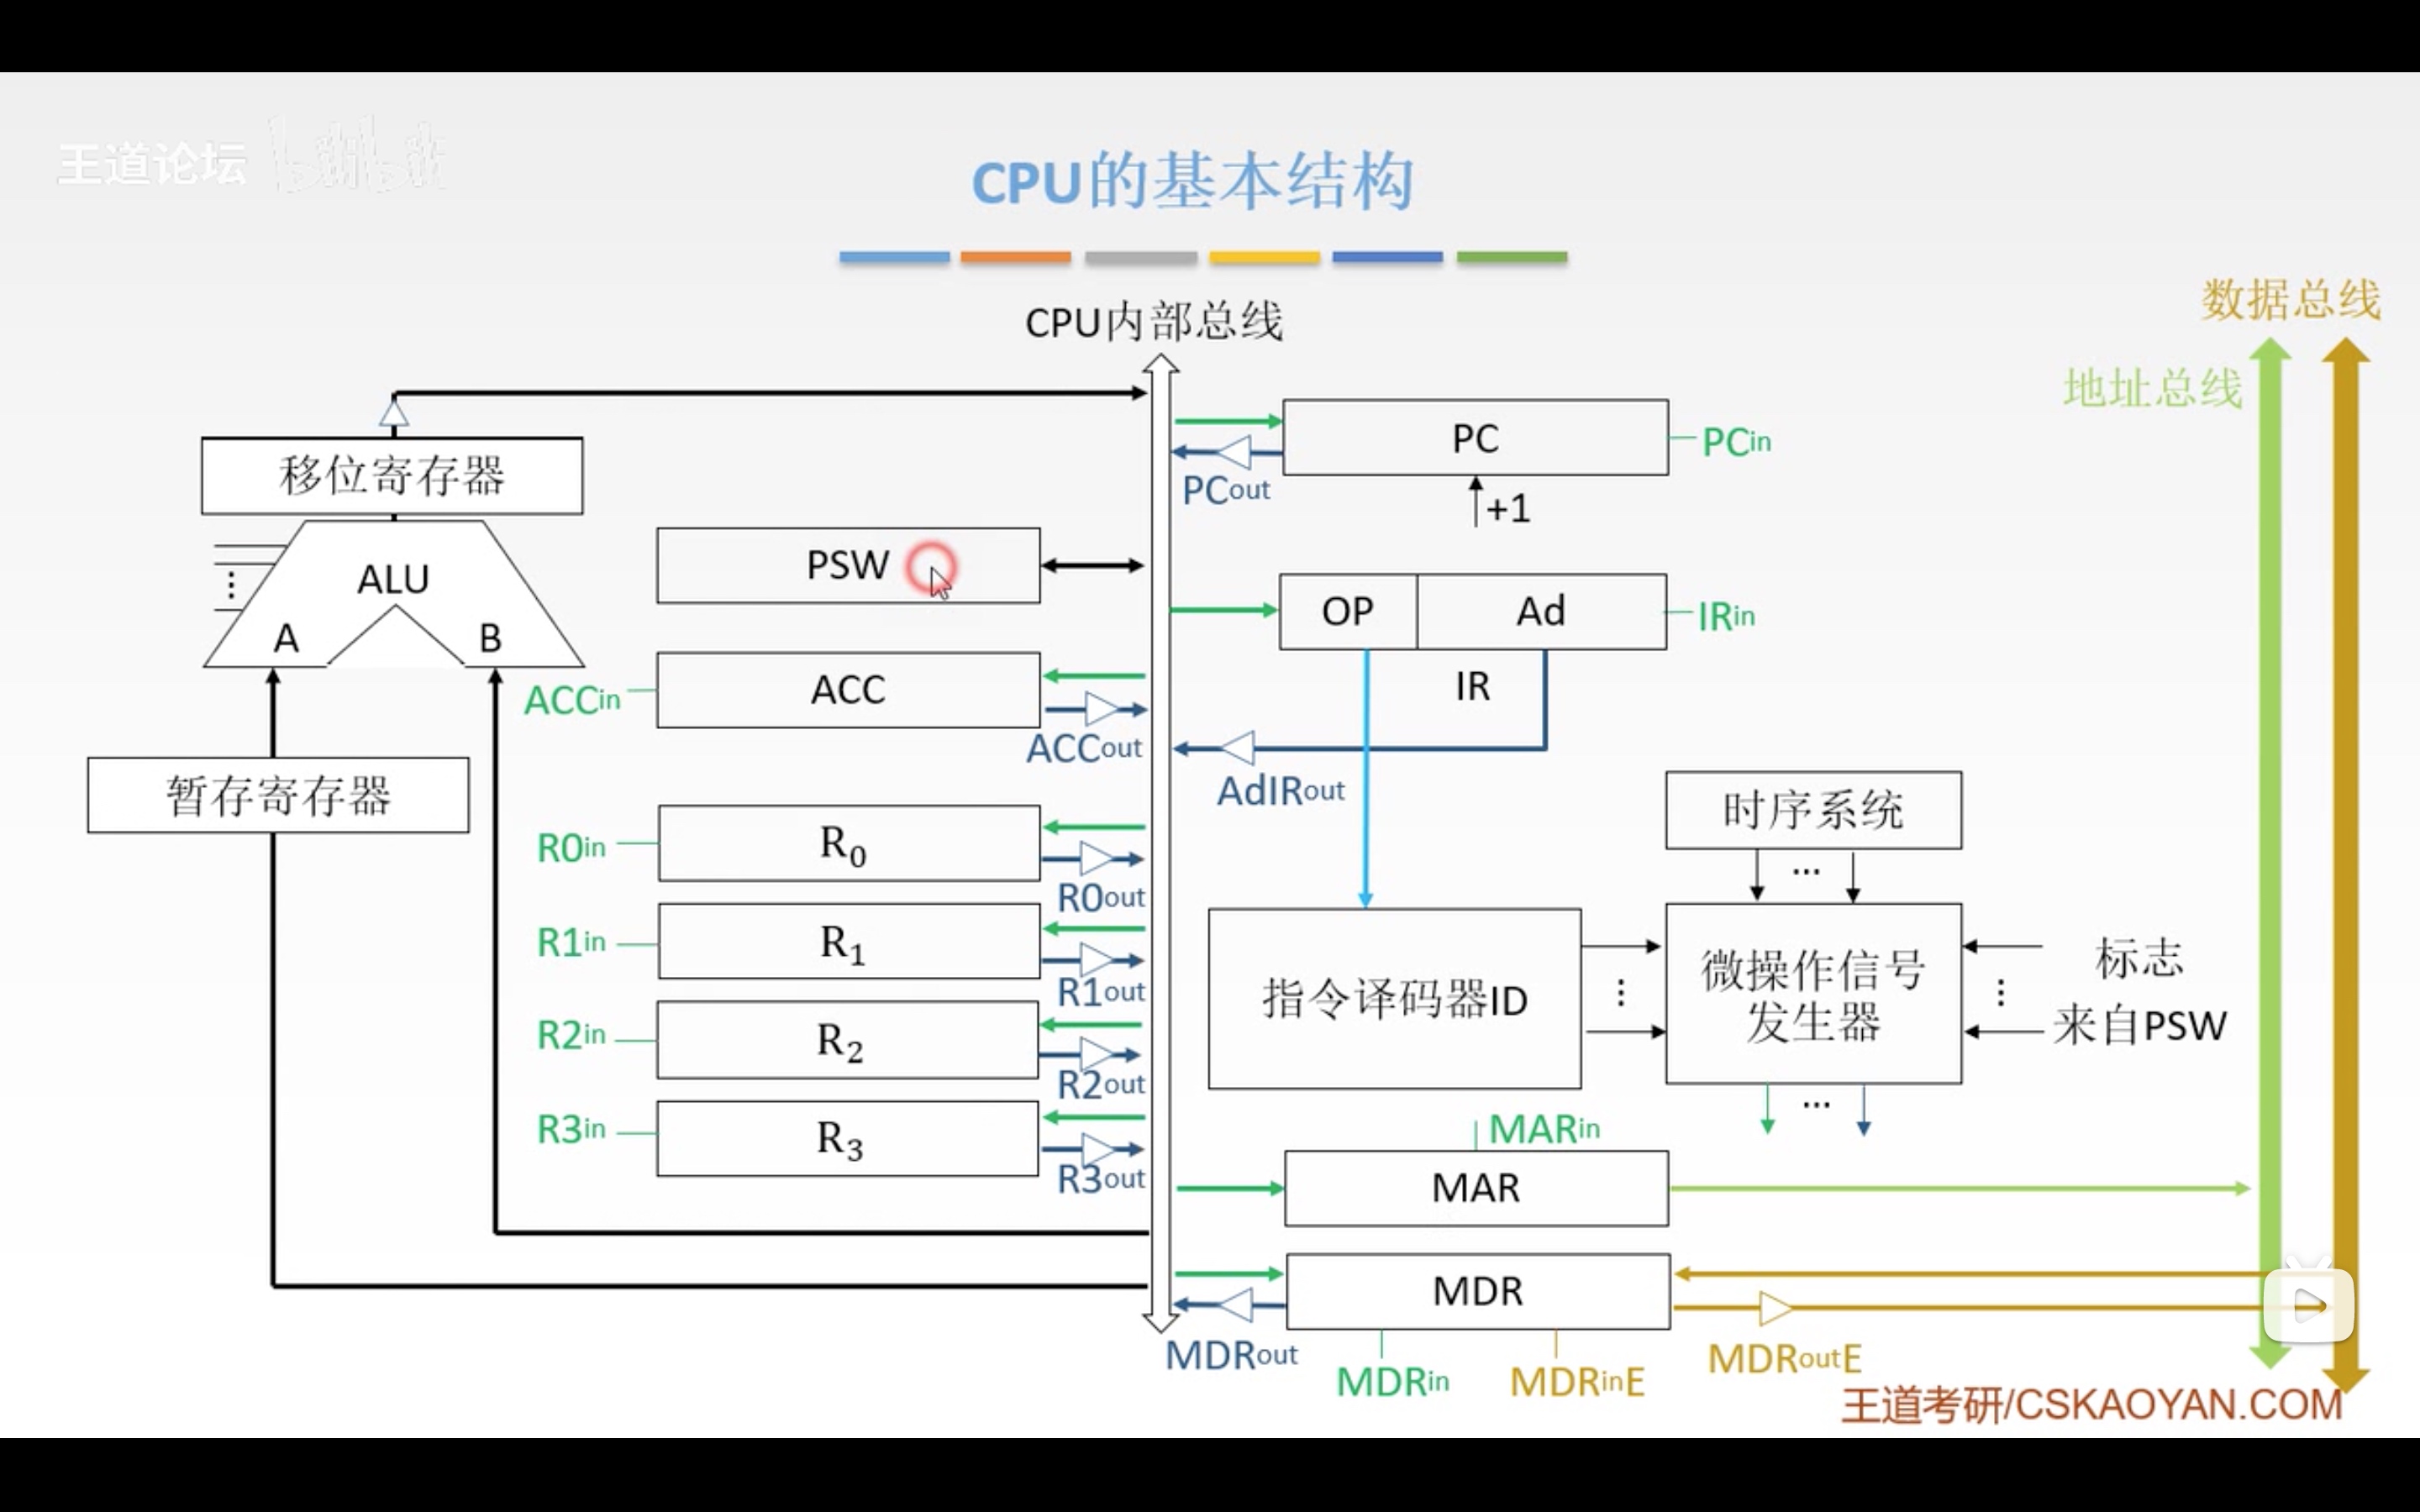 王道论坛 bilibili
CPU的基本结构
数据总线
地址总线
CPU内部总线
移位寄存器
ALU
A
B
暂存寄存器
PSW
ACCin
ACC
ACCout
R0in
R₀
R0out
R1in
R₁
R1out
R2in
R₂
R2out
R3in
R₃
R3out
PC
PCin
PCout
+1
OP
Ad
IRin
IR
AdIRout
时序系统
...
指令译码器ID
⋮
微操作信号
发生器
标志
⋮
来自PSW
...
MARin
MAR
MDR
MDRout
MDRin
MDRinE
MDRoutE
王道考研/CSKAOYAN.COM